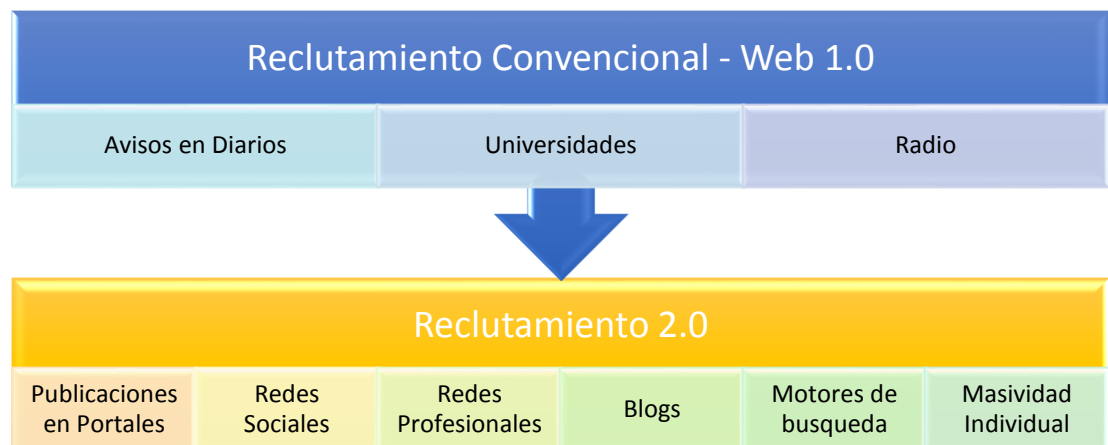 Reclutamiento Convencional - Web 1.0
Avisos en Diarios
Universidades
Radio
Reclutamiento 2.0
Publicaciones
en Portales
Redes
Sociales
Redes
Profesionales
Blogs
Motores de
busqueda
Masividad
Individual